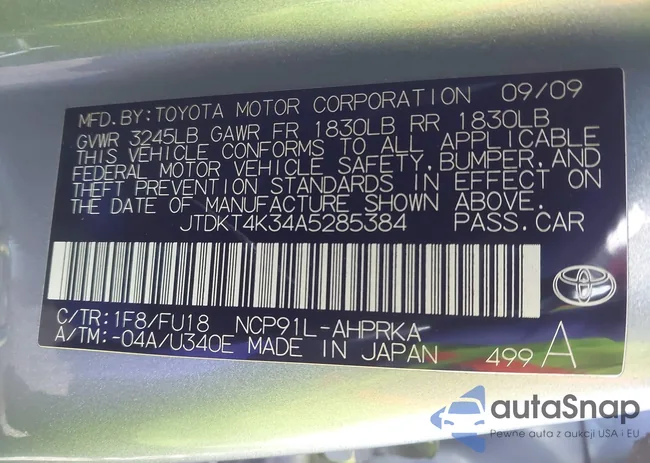 MFD.BY: TOYOTA MOTOR CORPORATION 09/09
GVWR 3245LB GAWR FR 1830LB RR 1830LB
THIS VEHICLE CONFORMS TO ALL APPLICABLE
FEDERAL MOTOR VEHICLE SAFETY, BUMPER, AND
THEFT PREVENTION STANDARDS IN EFFECT ON
THE DATE OF MANUFACTURE SHOWN ABOVE.
JTDKT4K34A5285384 PASS.CAR
C/TR:1F8/FU18 NCP91L-AHPRKA
A/TM:-04A/U340E MADE IN JAPAN 499 A
autoSnap
Pewne auta z aukcji USA i EU